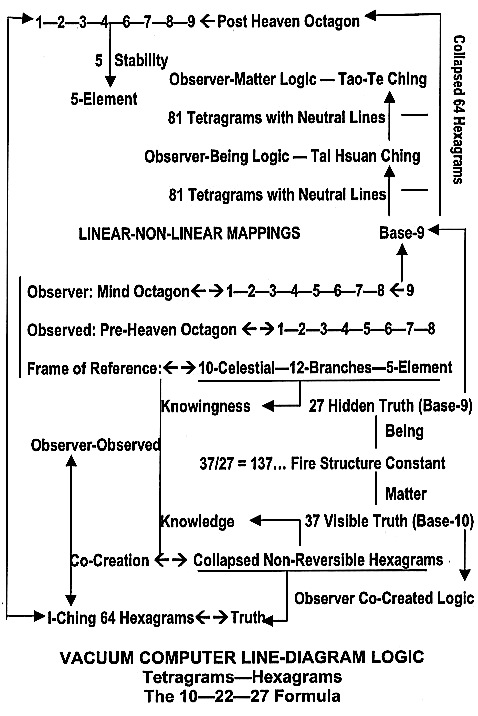 1—2—3—4—5—6—7—8—9 ←Post Heaven Octagon
5 Stability
5-Element
Collapsed 64 Hexagrams
Observer-Matter Logic — Tao-Te Ching
81 Tetragrams with Neutral Lines —
Observer-Being Logic — Tai Hsuan Ching
81 Tetragrams with Neutral Lines —
LINEAR-NON-LINEAR MAPPINGS Base-9
Observer: Mind Octagon←→1—2—3—4—5—6—7—8 ←9
Observed: Pre-Heaven Octagon ←→1—2—3—4—5—6—7—8
Frame of Reference:←→10-Celestial—12-Branches—5-Element
Knowingness 27 Hidden Truth (Base-9)
Being
Observer-Observed
37/27 = 137... Fire Structure Constant
Matter
Knowledge 37 Visible Truth (Base-10)
Co-Creation ←→ Collapsed Non-Reversible Hexagrams
Observer Co-Created Logic
I-Ching 64 Hexagrams←→Truth
VACUUM COMPUTER LINE-DIAGRAM LOGIC
Tetragrams—Hexagrams
The 10—22—27 Formula